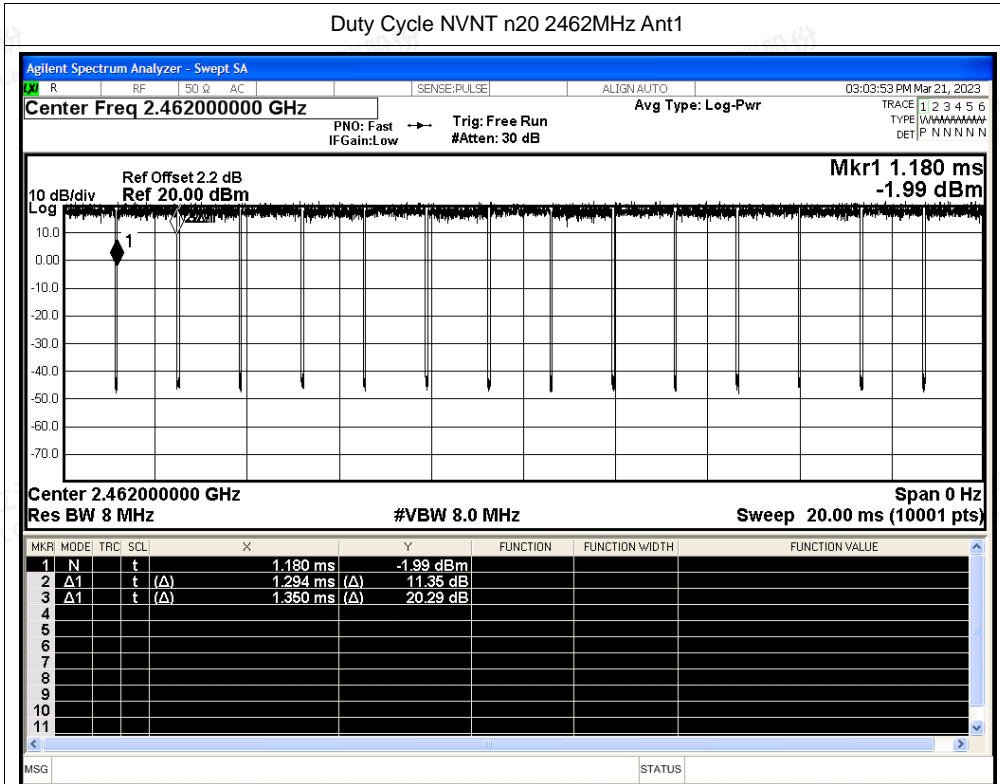 Duty Cycle NVNT n20 2462MHz Ant1
Agilent Spectrum Analyzer - Swept SA
LXI R RF 50 Ω AC SENSE:PULSE ALIGN AUTO 03:03:53 PM Mar 21, 2023
Center Freq 2.462000000 GHz Avg Type: Log-Pwr TRACE 1 2 3 4 5 6
PNO: Fast Trig: Free Run TYPE WWWWWW
IFGain:Low #Atten: 30 dB DET P N N N N N
Mkr1 1.180 ms
Ref Offset 2.2 dB
10 dB/div Ref 20.00 dBm -1.99 dBm
Log
10.0
1
0.00
-10.0
-20.0
-30.0
-40.0
-50.0
-60.0
-70.0
Center 2.462000000 GHz Span 0 Hz
Res BW 8 MHz #VBW 8.0 MHz Sweep 20.00 ms (10001 pts)
MKR MODE TRC SCL X Y FUNCTION FUNCTION WIDTH FUNCTION VALUE
1 N t 1.180 ms -1.99 dBm
2 Δ1 t (Δ) 1.294 ms (Δ) 11.35 dB
3 Δ1 t (Δ) 1.350 ms (Δ) 20.29 dB
4
5
6
7
8
9
10
11
MSG STATUS